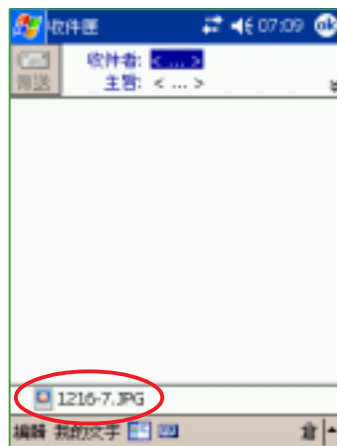 收件匣 07:09 ok
傳送 收件者: < ... >
主旨: < ... >
1216-7.JPG
編輯 我的文字 倉